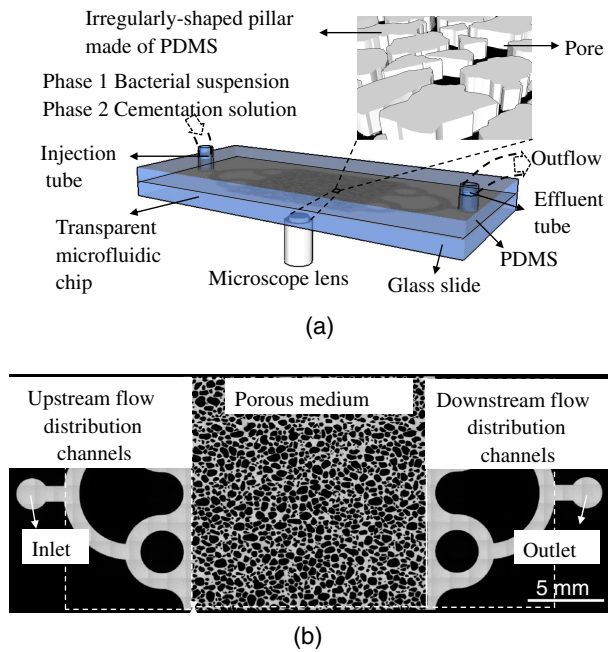 Irregularly-shaped pillar
made of PDMS
Pore
Phase 1 Bacterial suspension
Phase 2 Cementation solution
Injection
tube
Outflow
Effluent
tube
Transparent
microfluidic
chip
PDMS
Microscope lens
Glass slide
(a)
Upstream flow
distribution
channels
Porous medium
Downstream flow
distribution
channels
Inlet
Outlet
5 mm
(b)